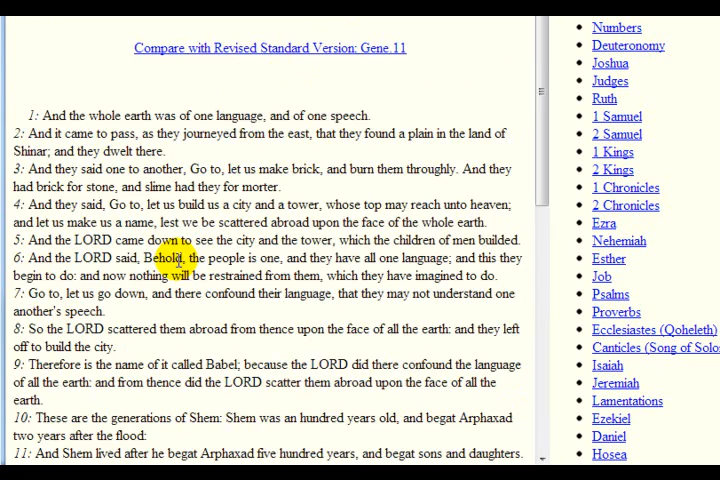 Compare with Revised Standard Version: Gene.11
1: And the whole earth was of one language, and of one speech.
2: And it came to pass, as they journeyed from the east, that they found a plain in the land of
Shinar; and they dwelt there.
3: And they said one to another, Go to, let us make brick, and burn them throughly. And they
had brick for stone, and slime had they for morter.
4: And they said, Go to, let us build us a city and a tower, whose top may reach unto heaven;
and let us make us a name, lest we be scattered abroad upon the face of the whole earth.
5: And the LORD came down to see the city and the tower, which the children of men builded.
6: And the LORD said, Behold, the people is one, and they have all one language; and this they
begin to do: and now nothing will be restrained from them, which they have imagined to do.
7: Go to, let us go down, and there confound their language, that they may not understand one
another's speech.
8: So the LORD scattered them abroad from thence upon the face of all the earth: and they left
off to build the city.
9: Therefore is the name of it called Babel; because the LORD did there confound the language
of all the earth: and from thence did the LORD scatter them abroad upon the face of all the
earth.
10: These are the generations of Shem: Shem was an hundred years old, and begat Arphaxad
two years after the flood:
11: And Shem lived after he begat Arphaxad five hundred years, and begat sons and daughters.
Numbers
Deuteronomy
Joshua
Judges
Ruth
1 Samuel
2 Samuel
1 Kings
2 Kings
1 Chronicles
2 Chronicles
Ezra
Nehemiah
Esther
Job
Psalms
Proverbs
Ecclesiastes (Qoheleth)
Canticles (Song of Solo
Isaiah
Jeremiah
Lamentations
Ezekiel
Daniel
Hosea